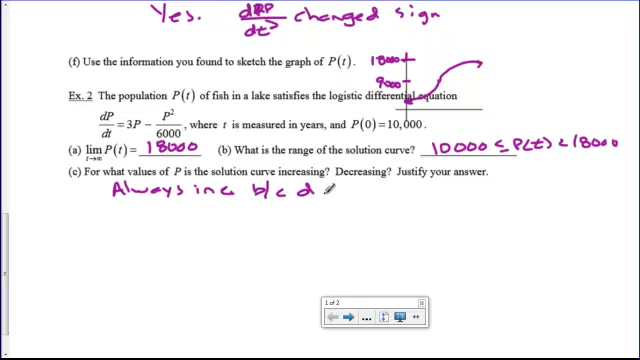 Yes. d²P/dt² changed sign
(f) Use the information you found to sketch the graph of P(t).
18000
9000
Ex. 2 The population P(t) of fish in a lake satisfies the logistic differential equation
dP/dt = 3P − P²/6000, where t is measured in years, and P(0) = 10,000.
(a) lim t→∞ P(t) = 18000 (b) What is the range of the solution curve? 10000 ≤ P(t) < 18000
(c) For what values of P is the solution curve increasing? Decreasing? Justify your answer.
Always inc b/c d
1 of 2
...